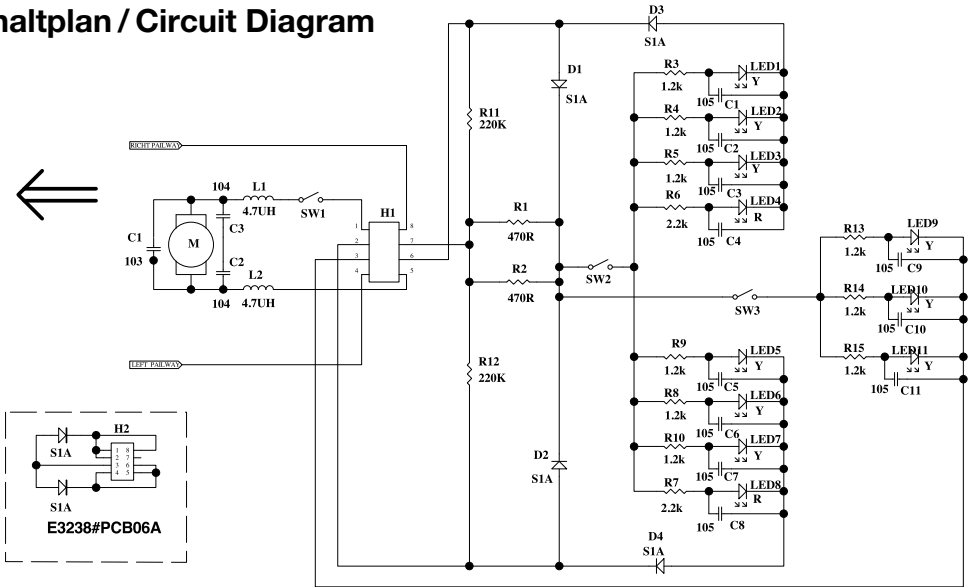 haltplan / Circuit Diagram
D3
S1A
D1
S1A
R3
1.2k
LED1
Y
105
C1
R4
1.2k
LED2
Y
105
C2
R5
1.2k
LED3
Y
105
C3
R6
2.2k
LED4
R
105
C4
R11
220K
RICHT PAILWAY
104
L1
4.7UH
SW1
H1
1
2
3
4
8
7
6
5
C1
103
M
C3
C2
104
L2
4.7UH
R1
470R
R2
470R
SW2
SW3
R13
1.2k
LED9
Y
105
C9
R14
1.2k
LED10
Y
105
C10
R15
1.2k
LED11
Y
105
C11
LEFT PAILWAY
R12
220K
R9
1.2k
LED5
Y
105
C5
R8
1.2k
LED6
Y
105
C6
R10
1.2k
LED7
Y
105
C7
R7
2.2k
LED8
R
105
C8
D2
S1A
D4
S1A
H2
S1A
1 8
2 7
3 6
4 5
S1A
E3238#PCB06A